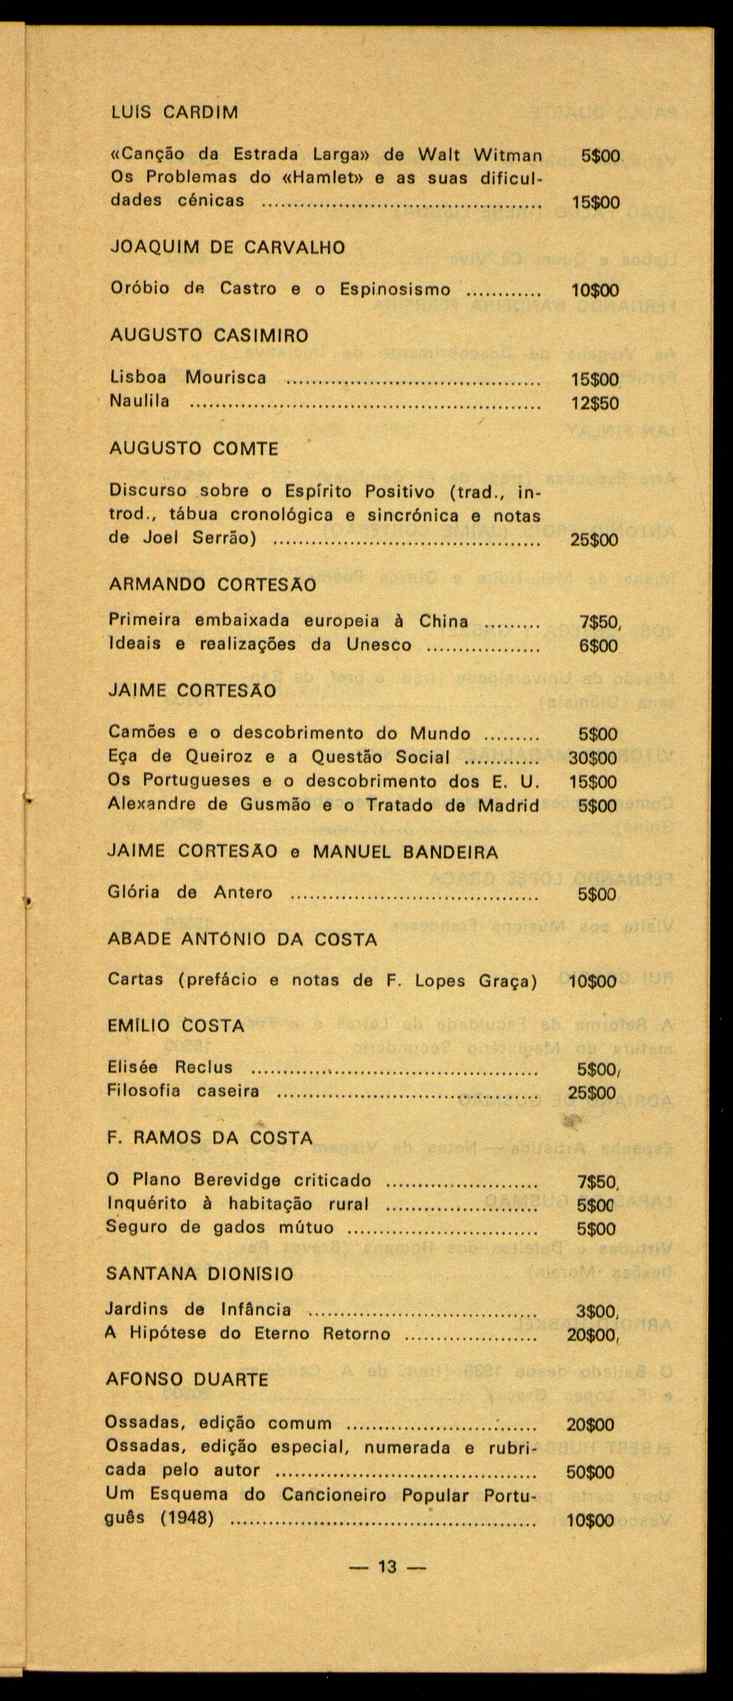 LUÍS CARDIM
«Canção da Estrada Larga» de Walt Witman 5$00
Os Problemas do «Hamlet» e as suas dificul-
dades cénicas ............................................ 15$00
JOAQUIM DE CARVALHO
Oróbio de Castro e o Espinosismo ............ 10$00
AUGUSTO CASIMIRO
Lisboa Mourisca ........................................ 15$00
Naulila ....................................................... 12$50
AUGUSTO COMTE
Discurso sobre o Espírito Positivo (trad., in-
trod., tábua cronológica e sincrónica e notas
de Joel Serrão) .......................................... 25$00
ARMANDO CORTESÃO
Primeira embaixada europeia à China ......... 7$50
Ideais e realizações da Unesco .................. 6$00
JAIME CORTESÃO
Camões e o descobrimento do Mundo ......... 5$00
Eça de Queiroz e a Questão Social ............ 30$00
Os Portugueses e o descobrimento dos E. U. 15$00
Alexandre de Gusmão e o Tratado de Madrid 5$00
JAIME CORTESÃO e MANUEL BANDEIRA
Glória de Antero ....................................... 5$00
ABADE ANTÓNIO DA COSTA
Cartas (prefácio e notas de F. Lopes Graça) 10$00
EMÍLIO COSTA
Elisée Reclus ............................................. 5$00
Filosofia caseira ......................................... 25$00
F. RAMOS DA COSTA
O Plano Berevidge criticado ........................ 7$50
Inquérito à habitação rural ........................ 5$00
Seguro de gados mútuo .............................. 5$00
SANTANA DIONÍSIO
Jardins de Infância .................................... 3$00
A Hipótese do Eterno Retorno ..................... 20$00
AFONSO DUARTE
Ossadas, edição comum .............................. 20$00
Ossadas, edição especial, numerada e rubri-
cada pelo autor ......................................... 50$00
Um Esquema do Cancioneiro Popular Portu-
guês (1948) ................................................ 10$00
— 13 —